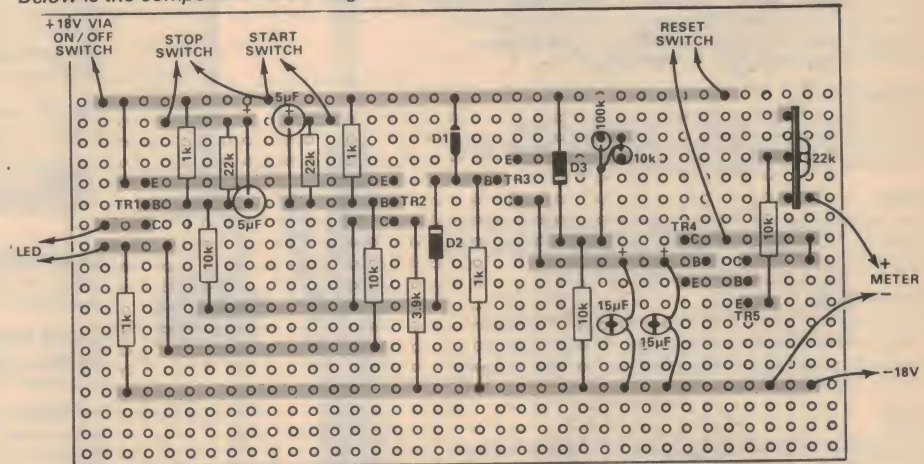 +18V VIA
ON/OFF
SWITCH
STOP
SWITCH
START
SWITCH
RESET
SWITCH
5µF
+
+
1k
22k
22k
1k
D1
100k
10k
D3
22k
E
TR1 B
C
5µF
E
B TR2
C
B TR3
E
C
D2
LED
10k
10k
3.9k
1k
1k
10k
+
+
15µF
15µF
TR4
C
B
E
C
B
E
TR5
10k
+
METER
-
-18V